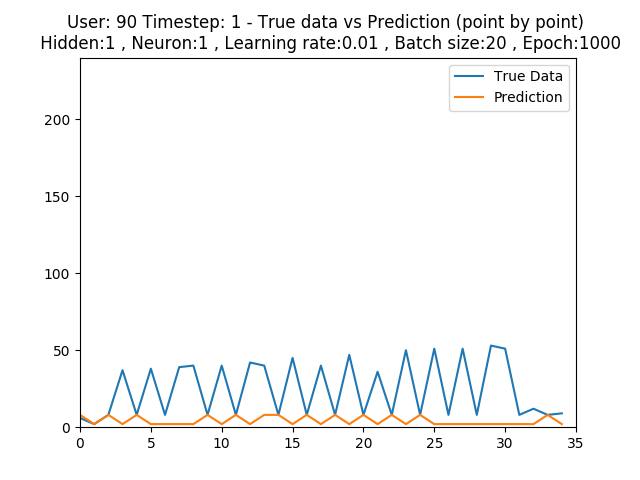 User: 90 Timestep: 1 - True data vs Prediction (point by point)
Hidden:1 , Neuron:1 , Learning rate:0.01 , Batch size:20 , Epoch:1000
True Data
Prediction
200
150
100
50
0
0 5 10 15 20 25 30 35